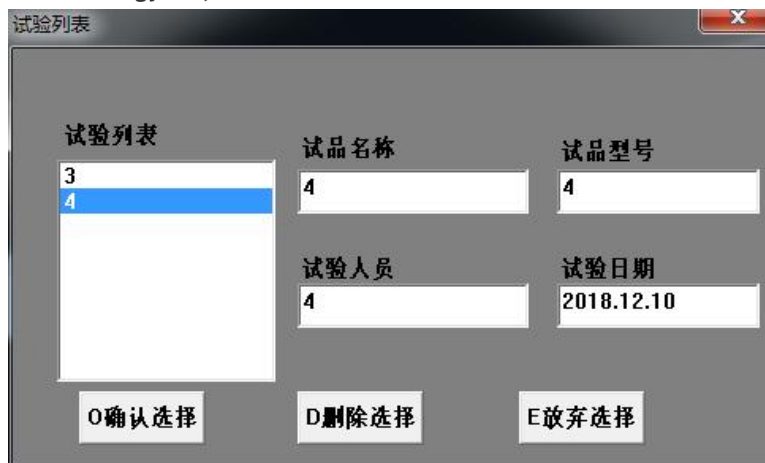 试验列表
试验列表
试品名称
试品型号
3
4
4
4
试验人员
试验日期
4
2018.12.10
O确认选择
D删除选择
E放弃选择